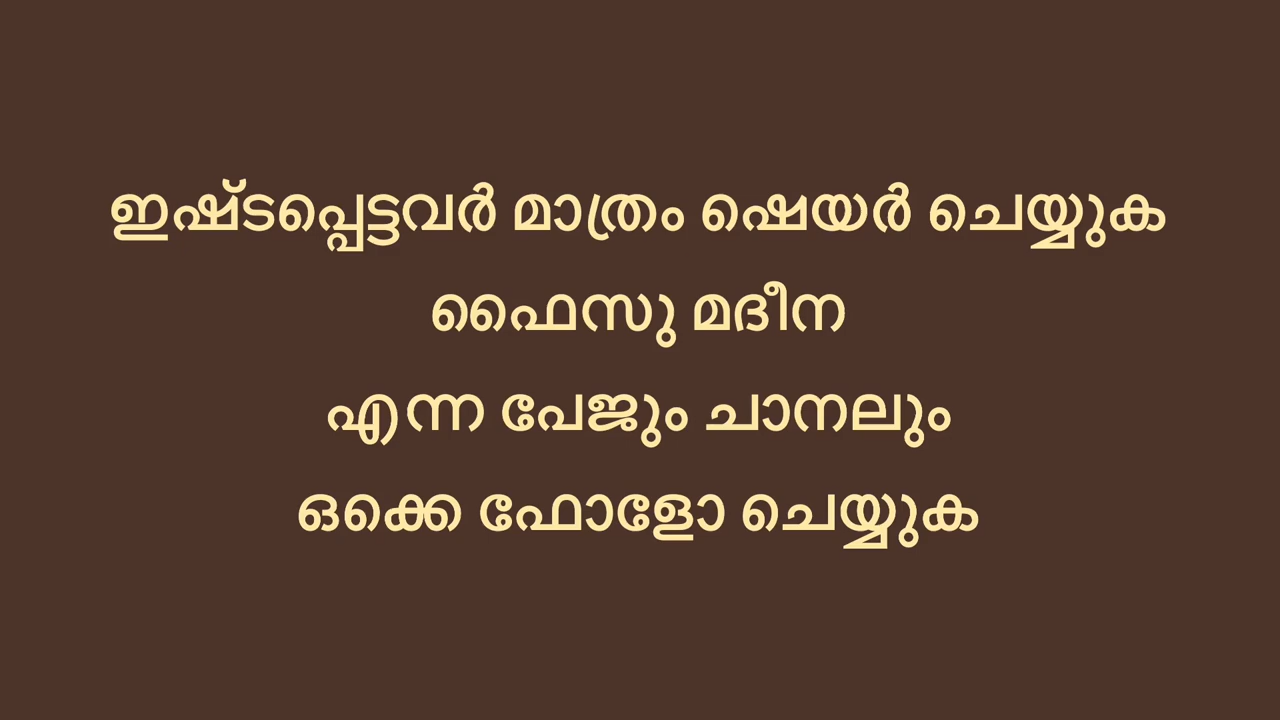 ഇഷ്ടപ്പെട്ടവർ മാത്രം ഷെയർ ചെയ്യുക
ഫൈസു മദീന
എന്ന പേജും ചാനലും
ഒക്കെ ഫോളോ ചെയ്യുക